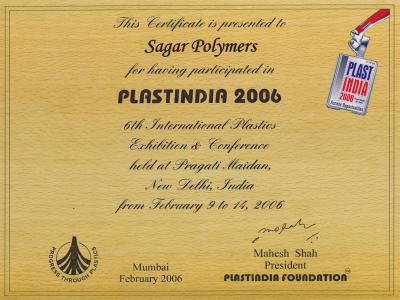 This Certificate is presented to
Sagar Polymers
for having participated in
PLASTINDIA 2006
6th International Plastics
Exhibition & Conference
held at Pragati Maidan,
New Delhi, India
from February 9 to 14, 2006
PLAST
INDIA
2006
PROGRESS THROUGH PLASTICS
Mumbai
February 2006
Mahesh Shah
President
PLASTINDIA FOUNDATION